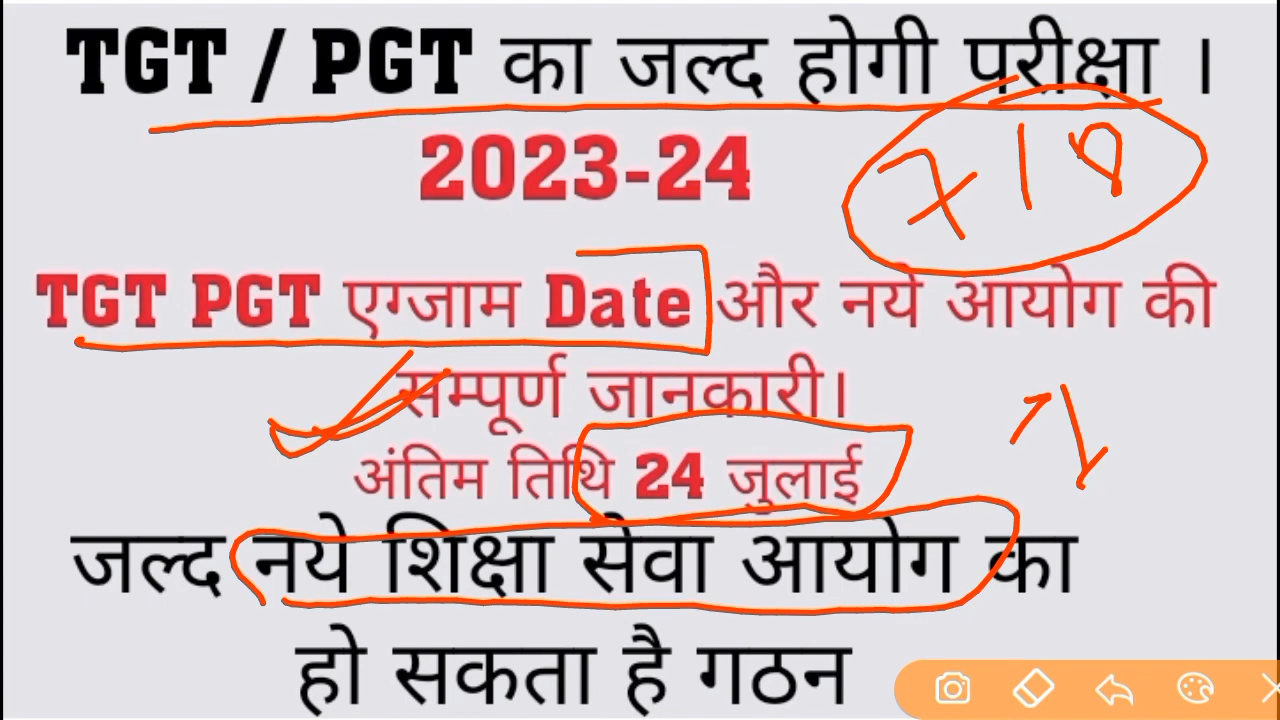 TGT / PGT का जल्द होगी परीक्षा ।
2023-24
TGT PGT एग्जाम Date और नये आयोग की
सम्पूर्ण जानकारी।
अंतिम तिथि 24 जुलाई
जल्द नये शिक्षा सेवा आयोग का
हो सकता है गठन